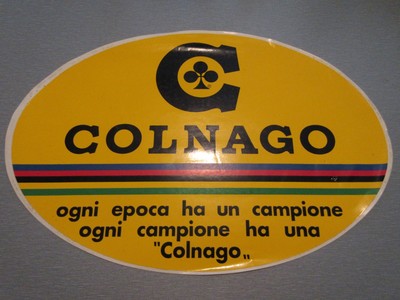 COLNAGO
ogni epoca ha un campione
ogni campione ha una
"Colnago„